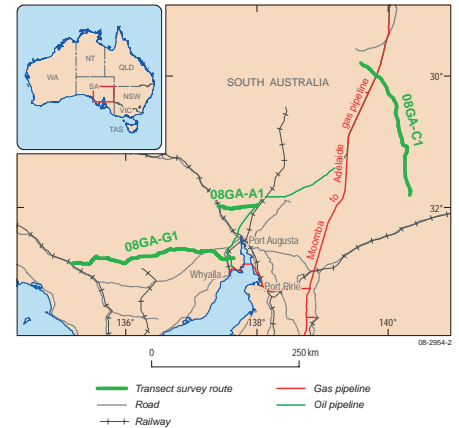 NT
QLD
WA
SA
NSW
VIC
TAS
SOUTH AUSTRALIA
30°
Moomba to Adelaide gas pipeline
08GA-C1
08GA-A1
32°
08GA-G1
Port Augusta
Whyalla
Port Pirie
136°
138°
140°
08-2954-2
0
250 km
Transect survey route
Gas pipeline
Road
Oil pipeline
Railway